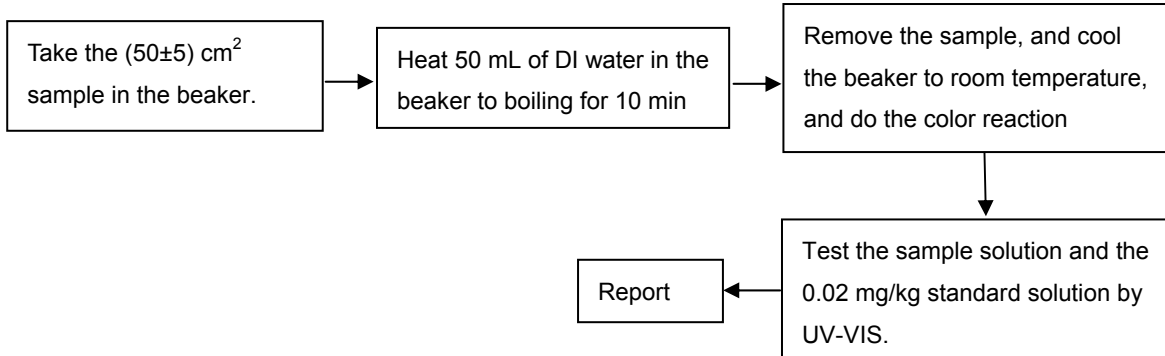 Take the (50±5) cm²
sample in the beaker.
Heat 50 mL of DI water in the
beaker to boiling for 10 min
Remove the sample, and cool
the beaker to room temperature,
and do the color reaction
Test the sample solution and the
0.02 mg/kg standard solution by
UV-VIS.
Report